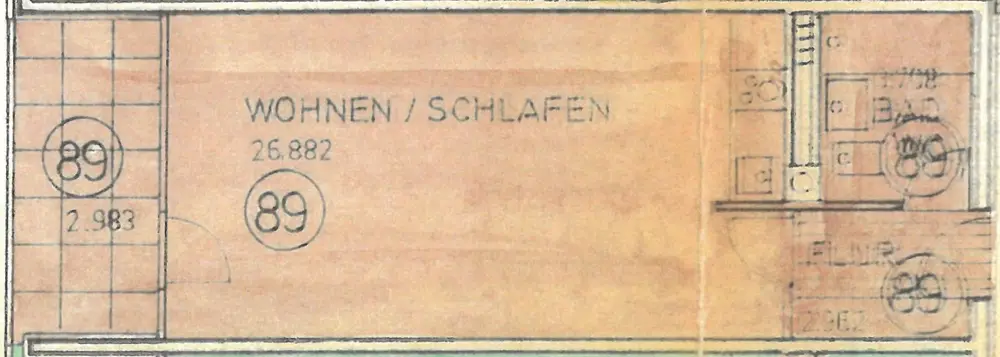 89
2.983
WOHNEN / SCHLAFEN
26.882
89
BAD
89
FLUR
89
2.962